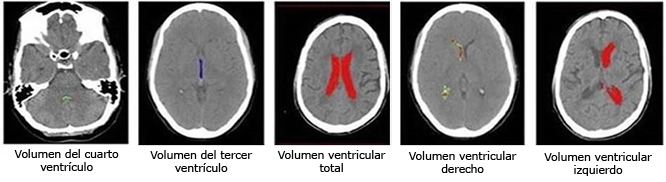 Volumen del cuarto
ventrículo
Volumen del tercer
ventrículo
Volumen ventricular
total
Volumen ventricular
derecho
Volumen ventricular
izquierdo